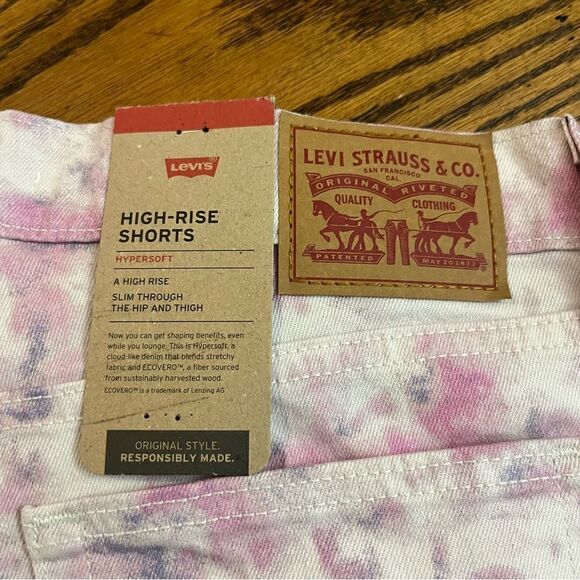 Levi's
HIGH-RISE
SHORTS
HYPERSOFT
A HIGH RISE
SLIM THROUGH
THE HIP AND THIGH
Now you can get shaping benefits, even
while you lounge. This is Hypersoft, a
cloud-like denim that blends stretchy
fabric and ECOVERO™, a fiber sourced
from sustainably harvested wood.
ECOVERO™ is a trademark of Lenzing AG
ORIGINAL STYLE.
RESPONSIBLY MADE.
LEVI STRAUSS & CO.
SAN FRANCISCO
CAL.
ORIGINAL RIVETED
QUALITY CLOTHING
PATENTED MAY 20 1873